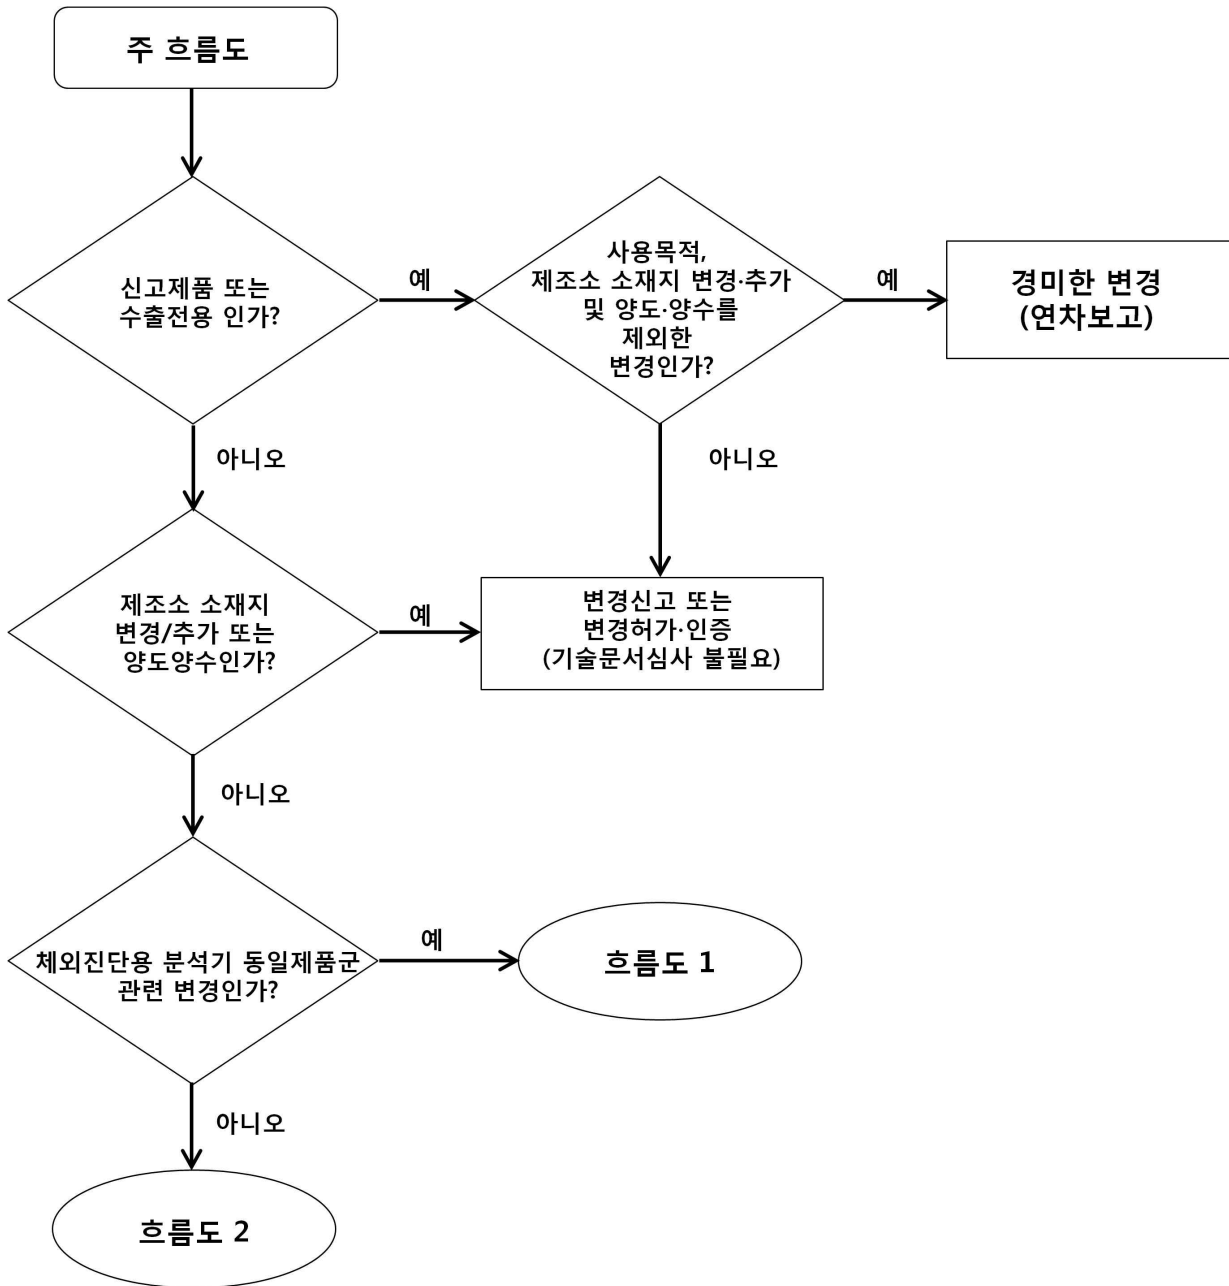 주 흐름도
신고제품 또는
수출전용 인가?
예
사용목적,
제조소 소재지 변경·추가
및 양도·양수를
제외한
변경인가?
예
경미한 변경
(연차보고)
아니오
아니오
제조소 소재지
변경/추가 또는
양도양수인가?
예
변경신고 또는
변경허가·인증
(기술문서심사 불필요)
아니오
체외진단용 분석기 동일제품군
관련 변경인가?
예
흐름도 1
아니오
흐름도 2